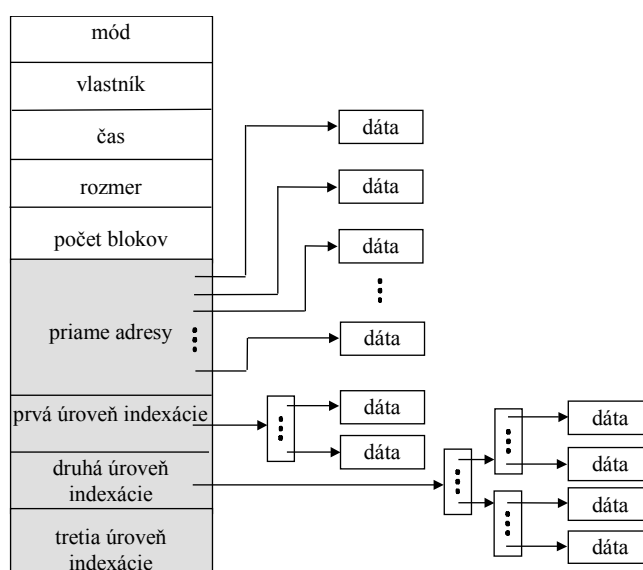 mód
vlastník
čas
rozmer
počet blokov
priame adresy
prvá úroveň indexácie
druhá úroveň
indexácie
tretia úroveň
indexácie
dáta
dáta
dáta
dáta
dáta
dáta
dáta
dáta
dáta
dáta